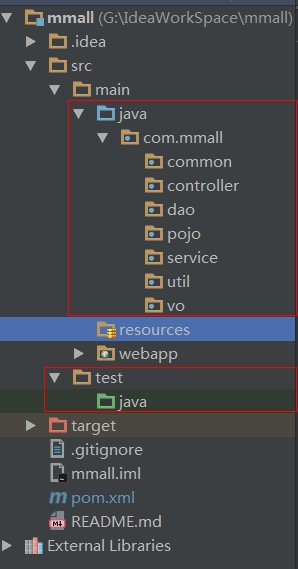 mmall (G:\IdeaWorkSpace\mmall)
.idea
src
main
java
com.mmall
common
controller
dao
pojo
service
util
vo
resources
webapp
test
java
target
.gitignore
mmall.iml
pom.xml
README.md
External Libraries